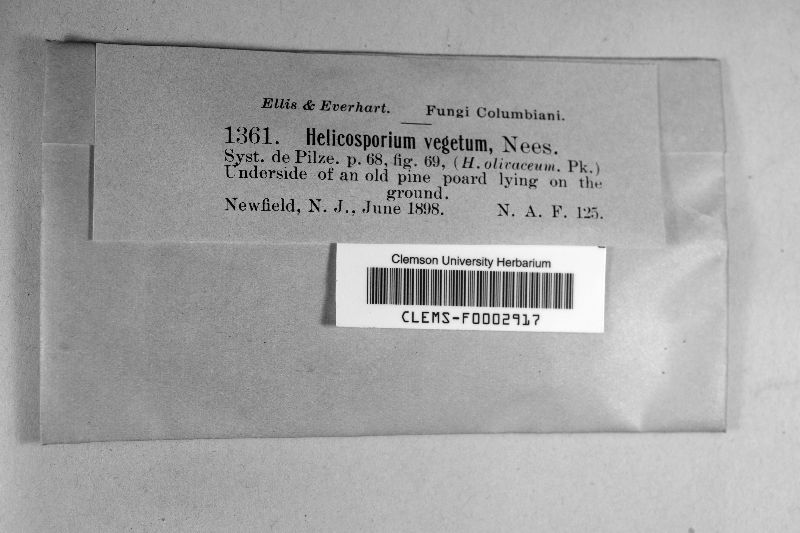 Ellis & Everhart. Fungi Columbiani.
1361. Helicosporium vegetum, Nees.
Syst. de Pilze. p. 68, fig. 69, (H. olivaceum. Pk.)
Underside of an old pine poard lying on the
ground.
Newfield, N. J., June 1898. N. A. F. 125.
Clemson University Herbarium
CLEMS-F0002917